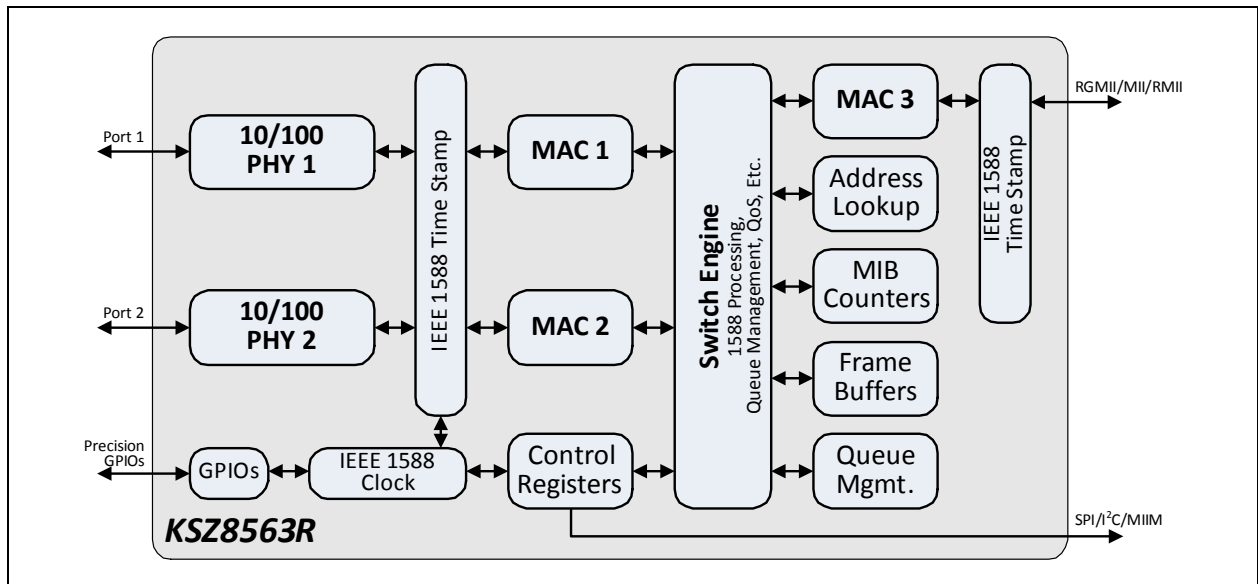 Port 1
10/100
PHY 1
IEEE 1588 Time Stamp
MAC 1
Switch Engine
1588 Processing,
Queue Management, QoS, Etc.
MAC 3
IEEE 1588
Time Stamp
RGMII/MII/RMII
Address
Lookup
MIB
Counters
Port 2
10/100
PHY 2
MAC 2
Frame
Buffers
Precision
GPIOs
GPIOs
IEEE 1588
Clock
Control
Registers
Queue
Mgmt.
KSZ8563R
SPI/I²C/MIIM